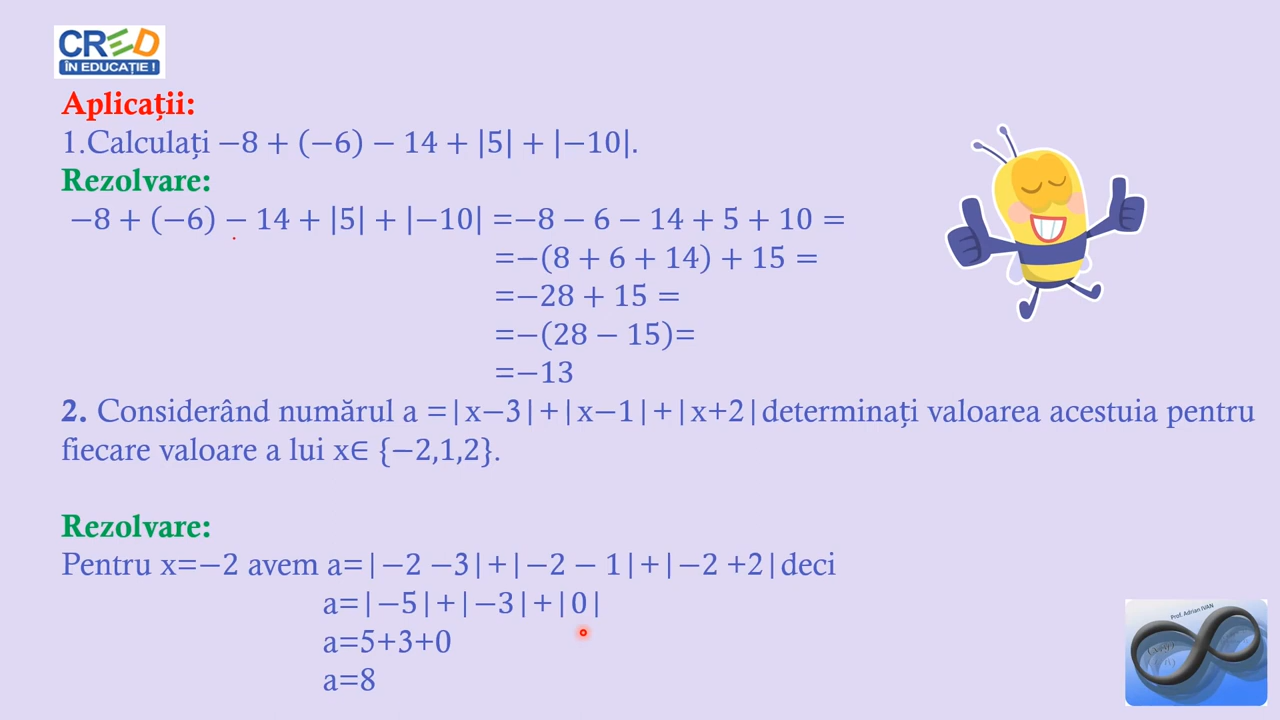 CRED
ÎN EDUCAȚIE !
Aplicații:
1.Calculați −8 + (−6) − 14 + |5| + |−10|.
Rezolvare:
−8 + (−6) − 14 + |5| + |−10| =−8 − 6 − 14 + 5 + 10 =
=−(8 + 6 + 14) + 15 =
=−28 + 15 =
=−(28 − 15)=
=−13
2. Considerând numărul a =|x−3|+|x−1|+|x+2|determinați valoarea acestuia pentru
fiecare valoare a lui x∈ {−2,1,2}.
Rezolvare:
Pentru x=−2 avem a=|−2 −3|+|−2 − 1|+|−2 +2|deci
a=|−5|+|−3|+|0|
a=5+3+0
a=8
Prof. Adrian IVAN